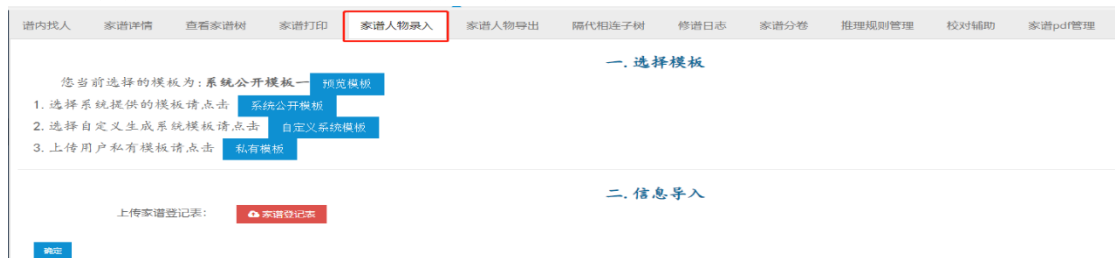 谱内找人 家谱详情 查看家谱树 家谱打印 家谱人物录入 家谱人物导出 隔代相连子树 修谱日志 家谱分卷 推理规则管理 校对辅助 家谱pdf管理
一.选择模板
您当前选择的模板为:系统公开模板一 预览模板
1.选择系统提供的模板请点击 系统公开模板
2.选择自定义生成系统模板请点击 自定义系统模板
3.上传用户私有模板请点击 私有模板
二.信息导入
上传家谱登记表: 家谱登记表
确定